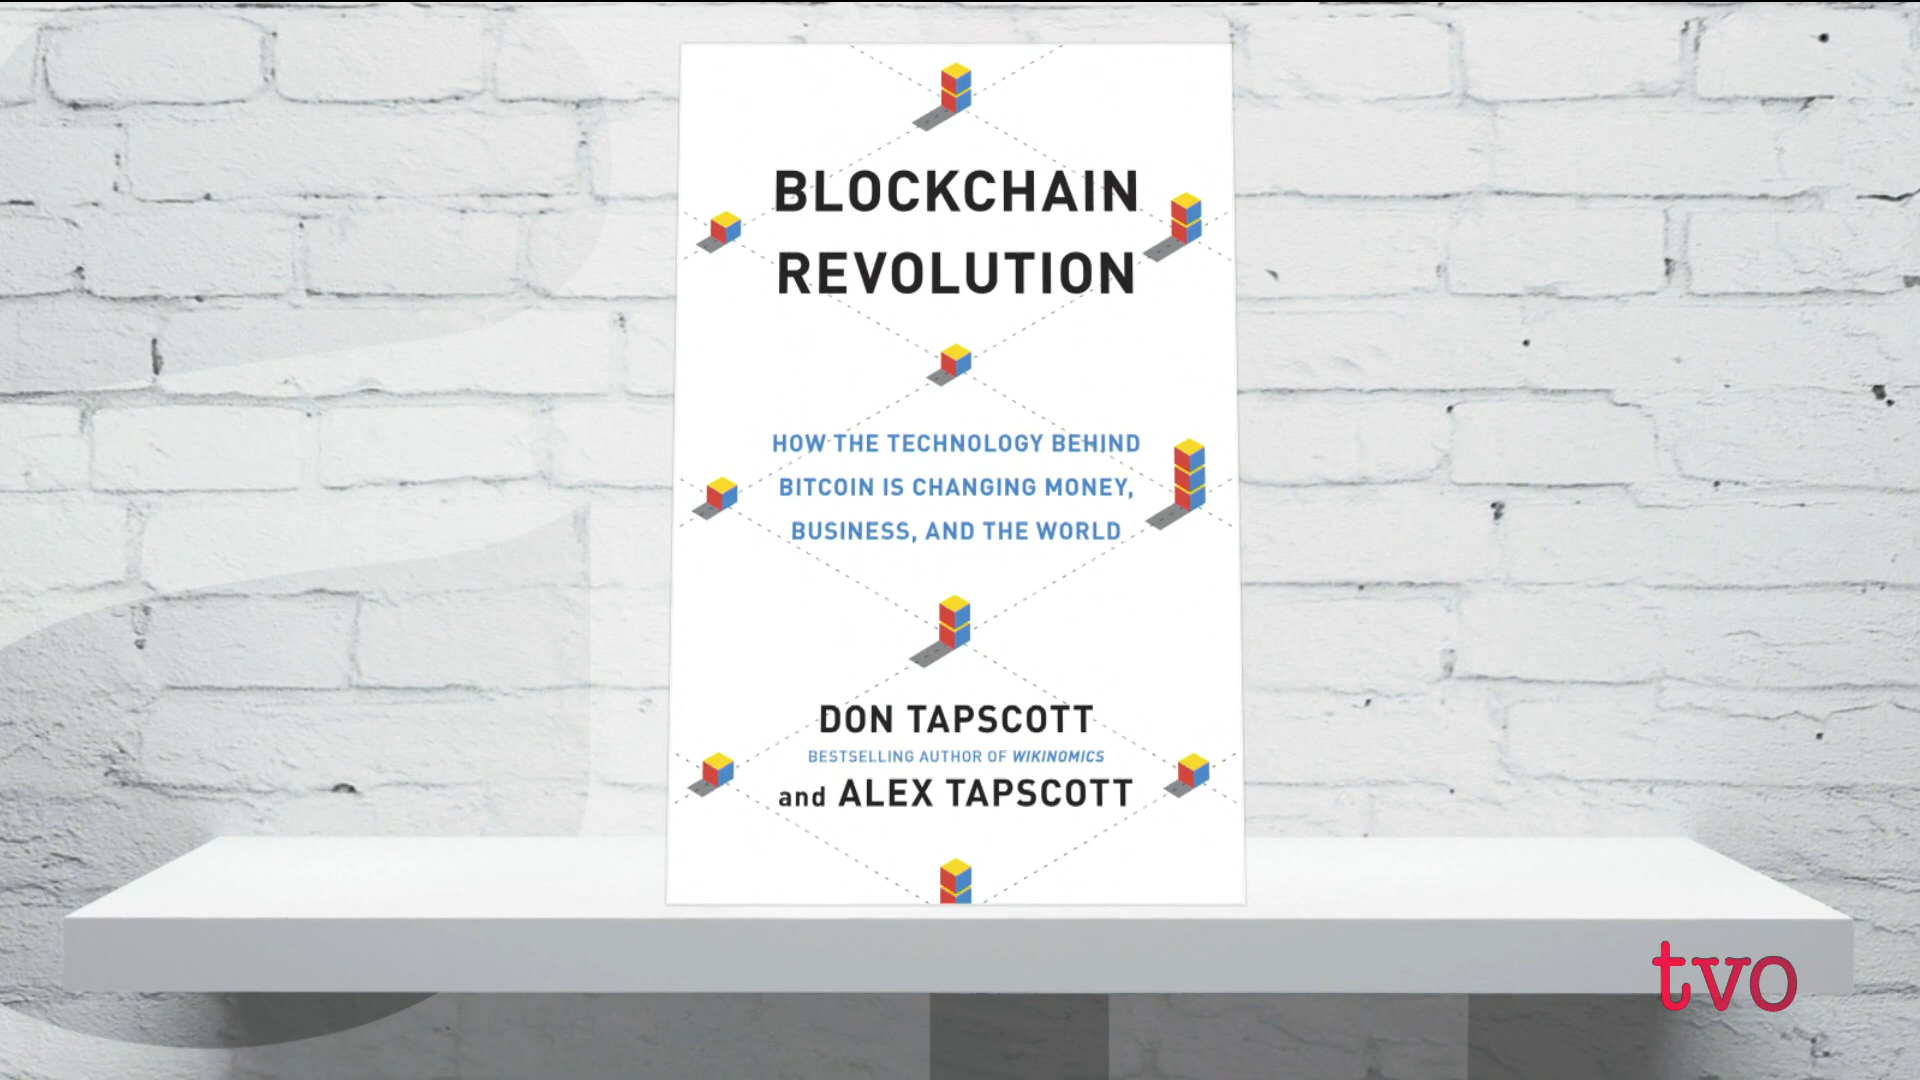 BLOCKCHAIN
REVOLUTION
HOW THE TECHNOLOGY BEHIND
BITCOIN IS CHANGING MONEY,
BUSINESS, AND THE WORLD
DON TAPSCOTT
BESTSELLING AUTHOR OF WIKINOMICS
and ALEX TAPSCOTT
tvo